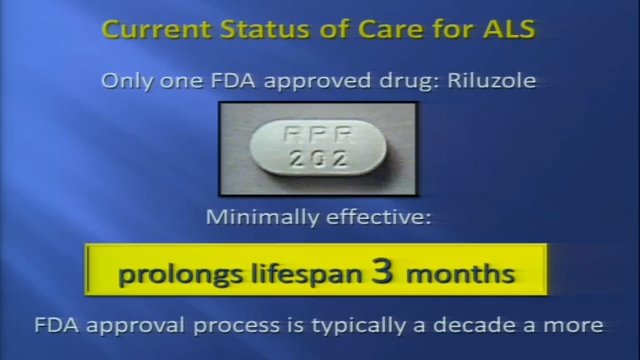 Current Status of Care for ALS
Only one FDA approved drug: Riluzole
RPR
202
Minimally effective:
prolongs lifespan 3 months
FDA approval process is typically a decade a more